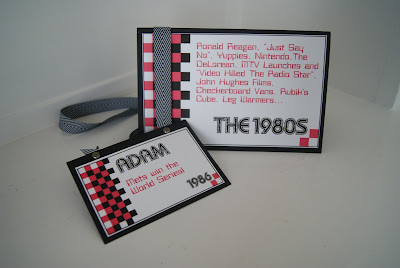 Ronald Reagan, "Just Say
No", Yuppies, Nintendo, The
DeLorean, MTV Launches and
"Video Killed The Radio Star",
John Hughes Films,
Checkerboard Vans, Rubik's
Cube, Leg Warmers...
THE 1980S
ADAM
Mets win the
World Series!
1986